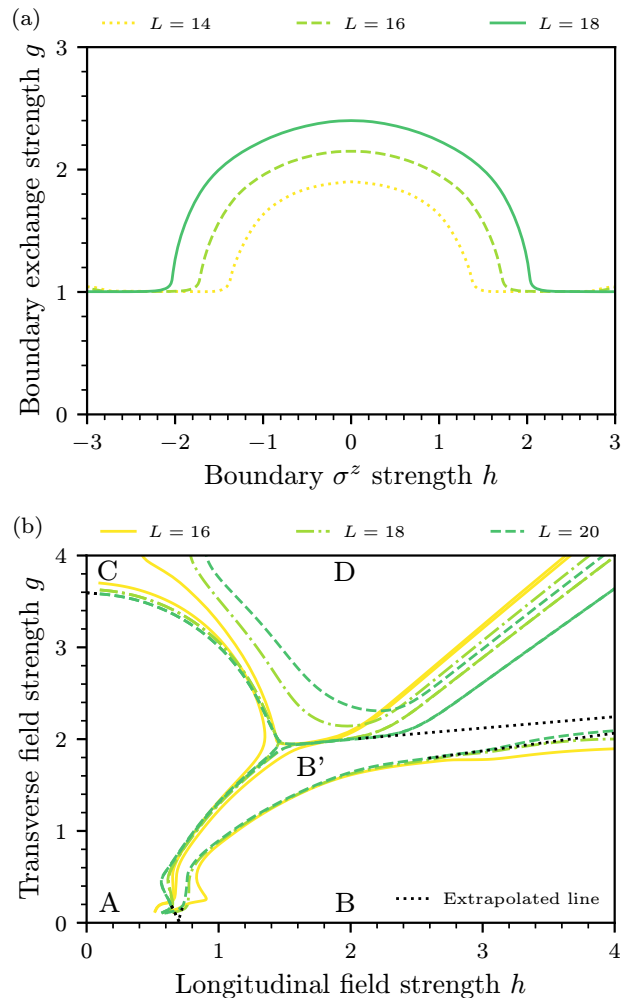 (a)
L = 14 L = 16 L = 18
Boundary exchange strength g
3
2
1
0
−3 −2 −1 0 1 2 3
Boundary σ^z strength h
(b)
L = 16 L = 18 L = 20
Transverse field strength g
4
3
2
1
0
C D
B'
A B
Extrapolated line
0 1 2 3 4
Longitudinal field strength h